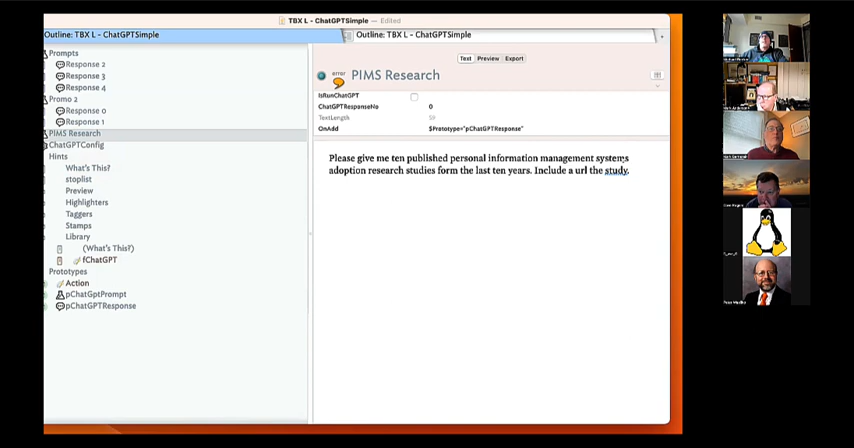 TBX L - ChatGPTSimple — Edited
Outline: TBX L - ChatGPTSimple
Outline: TBX L - ChatGPTSimple
Prompts
Response 2
Response 3
Response 4
Promo 2
Response 0
Response 1
PIMS Research
ChatGPTConfig
Hints
What's This?
stoplist
Preview
Highlighters
Taggers
Stamps
Library
(What's This?)
fChatGPT
Prototypes
Action
pChatGptPrompt
pChatGPTResponse
Text Preview Export
error
PIMS Research
IsRunChatGPT
ChatGPTResponseNo 0
TextLength
OnAdd $Prototype="pChatGPTResponse"
Please give me ten published personal information management systems
adoption research studies form the last ten years. Include a url the study.